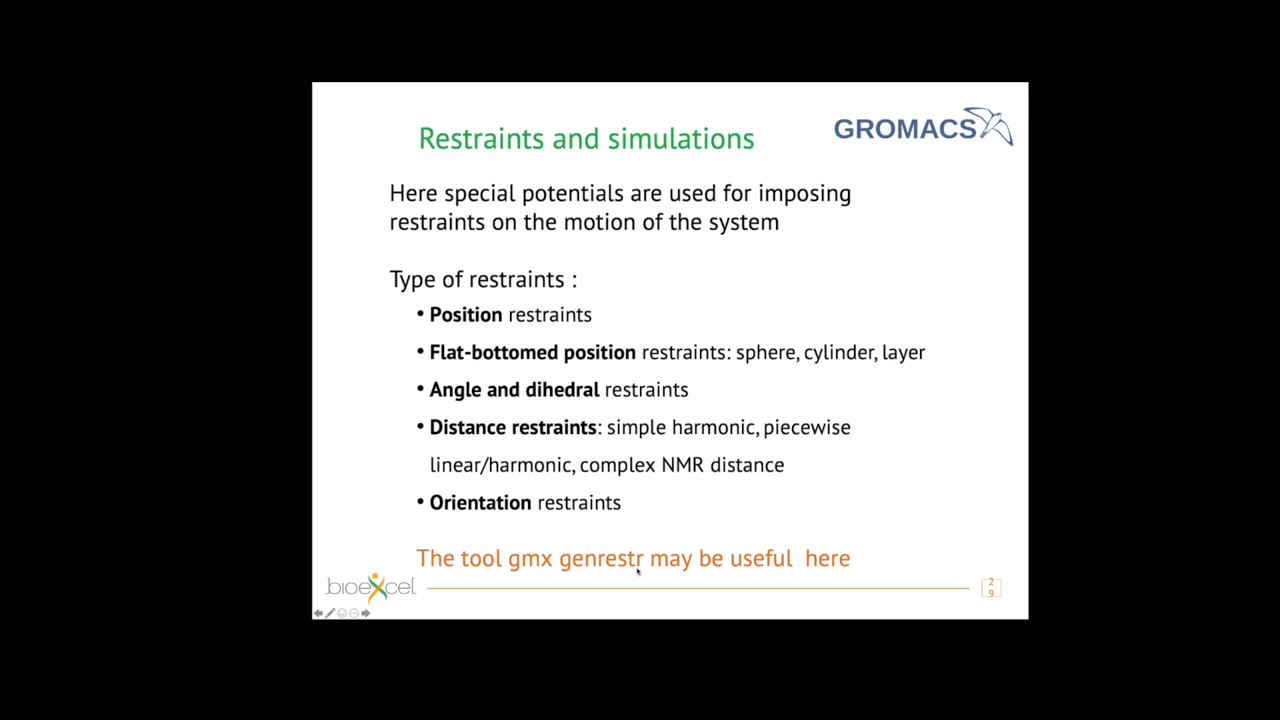 Restraints and simulations
GROMACS
Here special potentials are used for imposing
restraints on the motion of the system
Type of restraints :
• Position restraints
• Flat-bottomed position restraints: sphere, cylinder, layer
• Angle and dihedral restraints
• Distance restraints: simple harmonic, piecewise
linear/harmonic, complex NMR distance
• Orientation restraints
The tool gmx genrestr may be useful  here
bioexcel
2
9